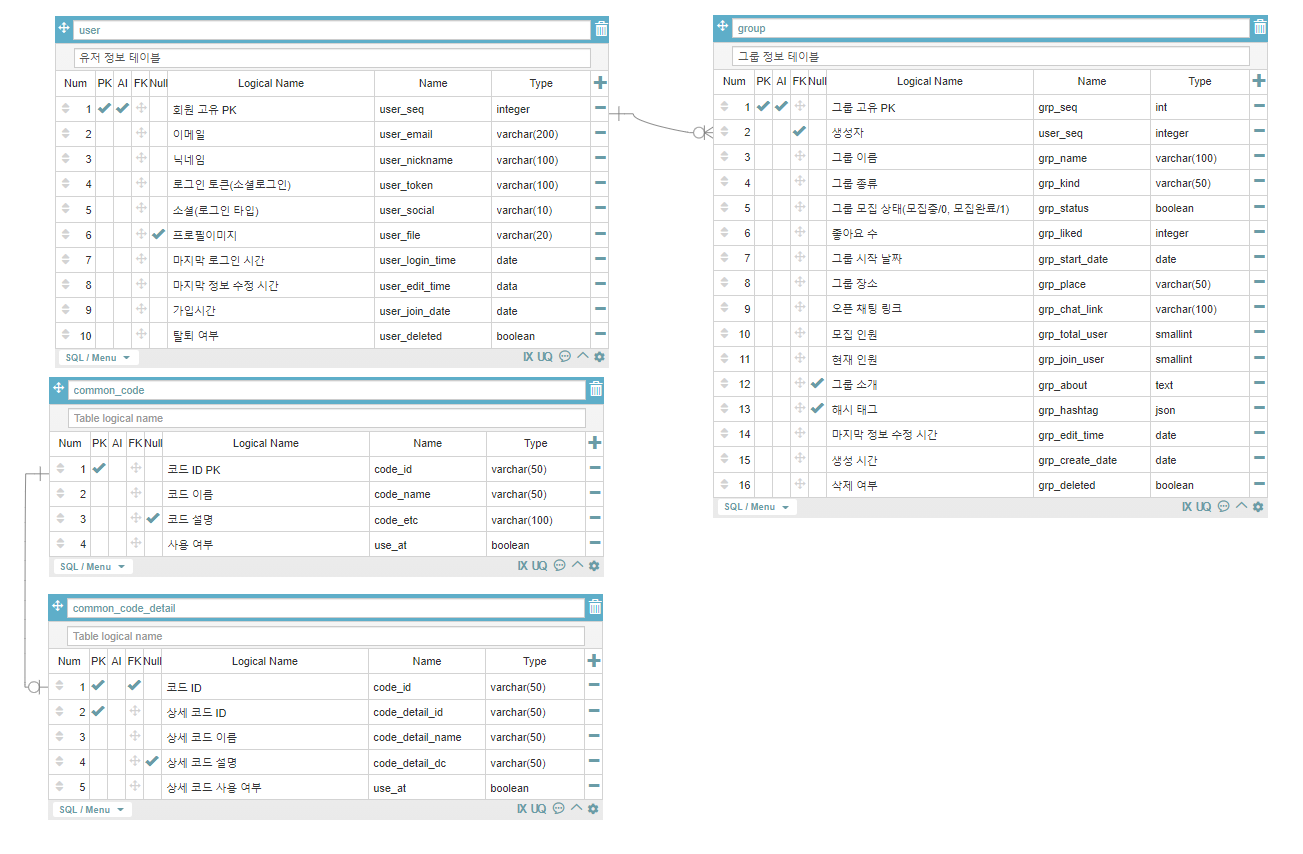 user
유저 정보 테이블
Num PK AI FK Null Logical Name Name Type
1 회원 고유 PK user_seq integer
2 이메일 user_email varchar(200)
3 닉네임 user_nickname varchar(100)
4 로그인 토큰(소셜로그인) user_token varchar(100)
5 소셜(로그인 타입) user_social varchar(10)
6 프로필이미지 user_file varchar(20)
7 마지막 로그인 시간 user_login_time date
8 마지막 정보 수정 시간 user_edit_time data
9 가입시간 user_join_date date
10 탈퇴 여부 user_deleted boolean
SQL / Menu IX UQ
group
그룹 정보 테이블
Num PK AI FK Null Logical Name Name Type
1 그룹 고유 PK grp_seq int
2 생성자 user_seq integer
3 그룹 이름 grp_name varchar(100)
4 그룹 종류 grp_kind varchar(50)
5 그룹 모집 상태(모집중/0, 모집완료/1) grp_status boolean
6 좋아요 수 grp_liked integer
7 그룹 시작 날짜 grp_start_date date
8 그룹 장소 grp_place varchar(50)
9 오픈 채팅 링크 grp_chat_link varchar(100)
10 모집 인원 grp_total_user smallint
11 현재 인원 grp_join_user smallint
12 그룹 소개 grp_about text
13 해시 태그 grp_hashtag json
14 마지막 정보 수정 시간 grp_edit_time date
15 생성 시간 grp_create_date date
16 삭제 여부 grp_deleted boolean
SQL / Menu IX UQ
common_code
Table logical name
Num PK AI FK Null Logical Name Name Type
1 코드 ID PK code_id varchar(50)
2 코드 이름 code_name varchar(50)
3 코드 설명 code_etc varchar(100)
4 사용 여부 use_at boolean
SQL / Menu IX UQ
common_code_detail
Table logical name
Num PK AI FK Null Logical Name Name Type
1 코드 ID code_id varchar(50)
2 상세 코드 ID code_detail_id varchar(50)
3 상세 코드 이름 code_detail_name varchar(50)
4 상세 코드 설명 code_detail_dc varchar(50)
5 상세 코드 사용 여부 use_at boolean
SQL / Menu IX UQ